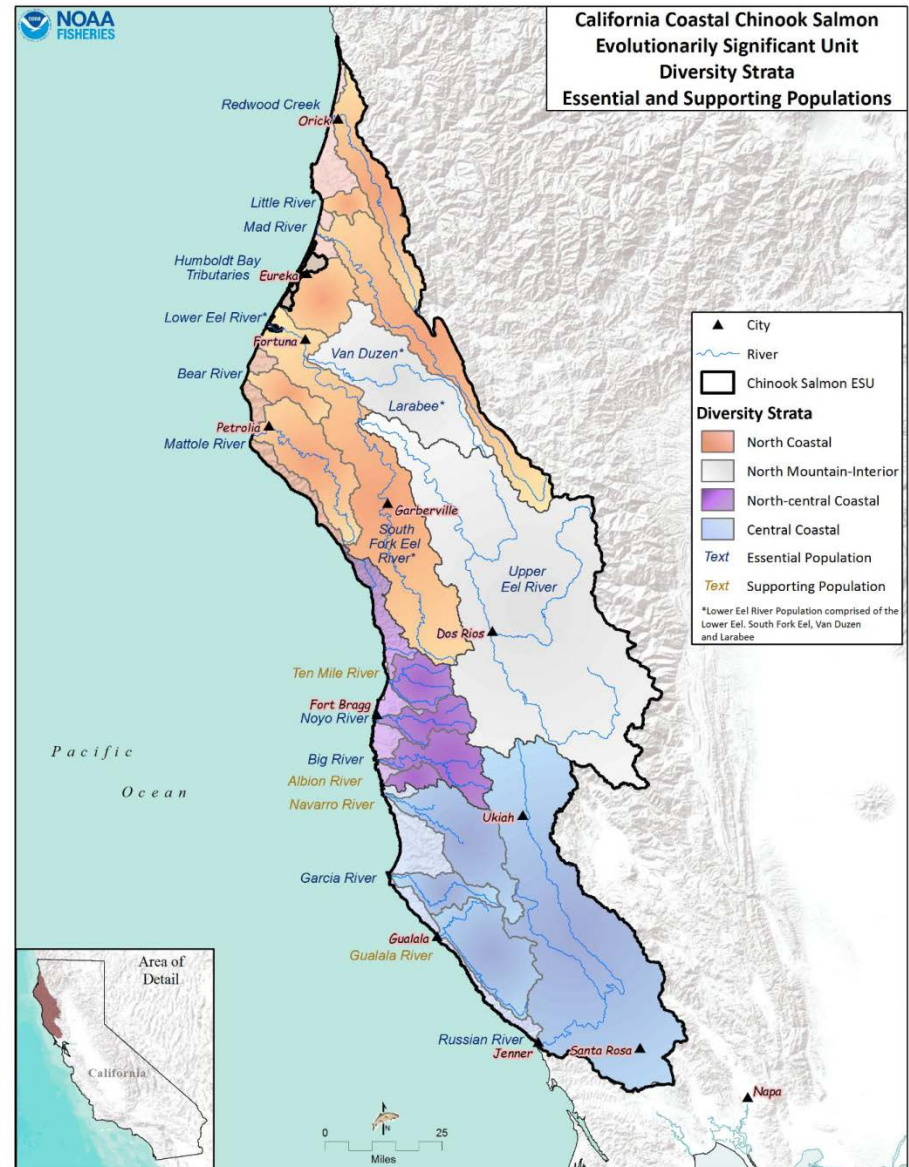 NOAA
FISHERIES
California Coastal Chinook Salmon
Evolutionarily Significant Unit
Diversity Strata
Essential and Supporting Populations
Redwood Creek
Orick
Little River
Mad River
Humboldt Bay
Tributaries
Eureka
Lower Eel River*
Fortuna
Van Duzen*
Bear River
Larabee*
Petrolia
Mattole River
Garberville
South
Fork Eel
River*
Upper
Eel River
Dos Rios
Ten Mile River
Fort Bragg
Noyo River
Big River
Albion River
Navarro River
Ukiah
Garcia River
Gualala
Gualala River
Russian River
Jenner
Santa Rosa
Napa
Pacific
Ocean
City
River
Chinook Salmon ESU
Diversity Strata
North Coastal
North Mountain-Interior
North-central Coastal
Central Coastal
Text Essential Population
Text Supporting Population
*Lower Eel River Population comprised of the
Lower Eel. South Fork Eel, Van Duzen
and Larabee
Area of
Detail
California
N
0 25
Miles